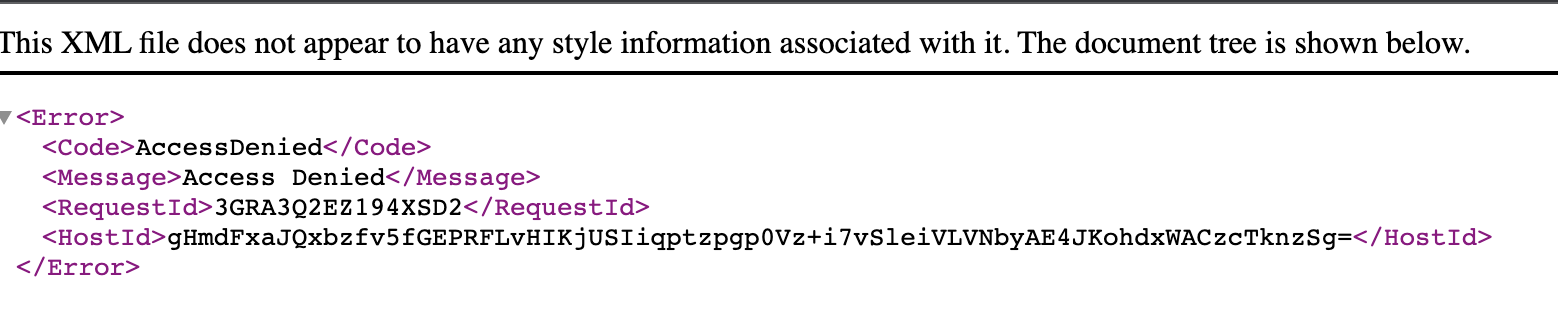 This XML file does not appear to have any style information associated with it. The document tree is shown below.
<Error>
<Code>AccessDenied</Code>
<Message>Access Denied</Message>
<RequestId>3GRA3Q2EZ194XSD2</RequestId>
<HostId>gHmdFxaJQxbzfv5fGEPRFLvHIKjUSIiqptzpgp0Vz+i7vSleiVLVNbyAE4JKohdxWACzcTknzSg=</HostId>
</Error>